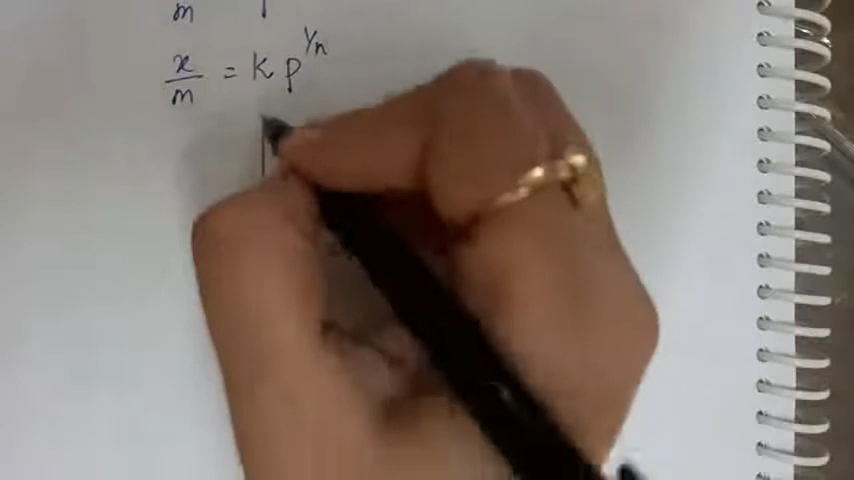 m
x/m = K p^1/n